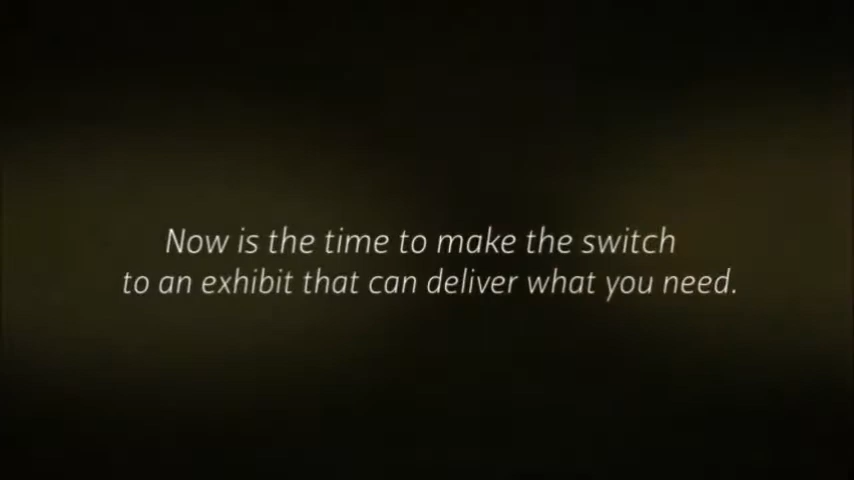 Now is the time to make the switch
to an exhibit that can deliver what you need.